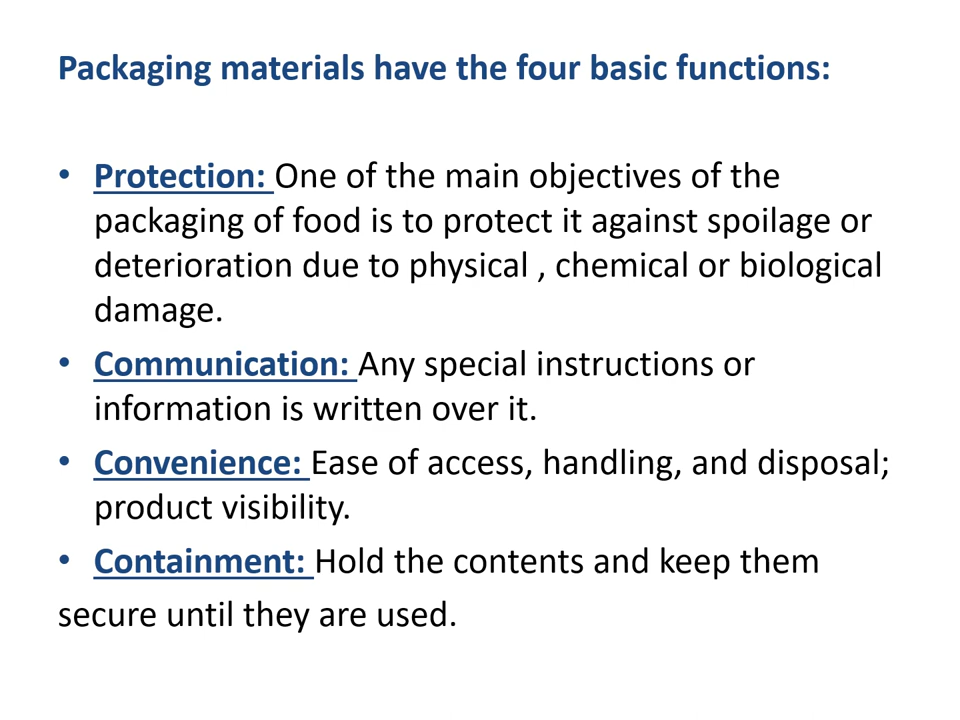 Packaging materials have the four basic functions:
• Protection: One of the main objectives of the
packaging of food is to protect it against spoilage or
deterioration due to physical , chemical or biological
damage.
• Communication: Any special instructions or
information is written over it.
• Convenience: Ease of access, handling, and disposal;
product visibility.
• Containment: Hold the contents and keep them
secure until they are used.